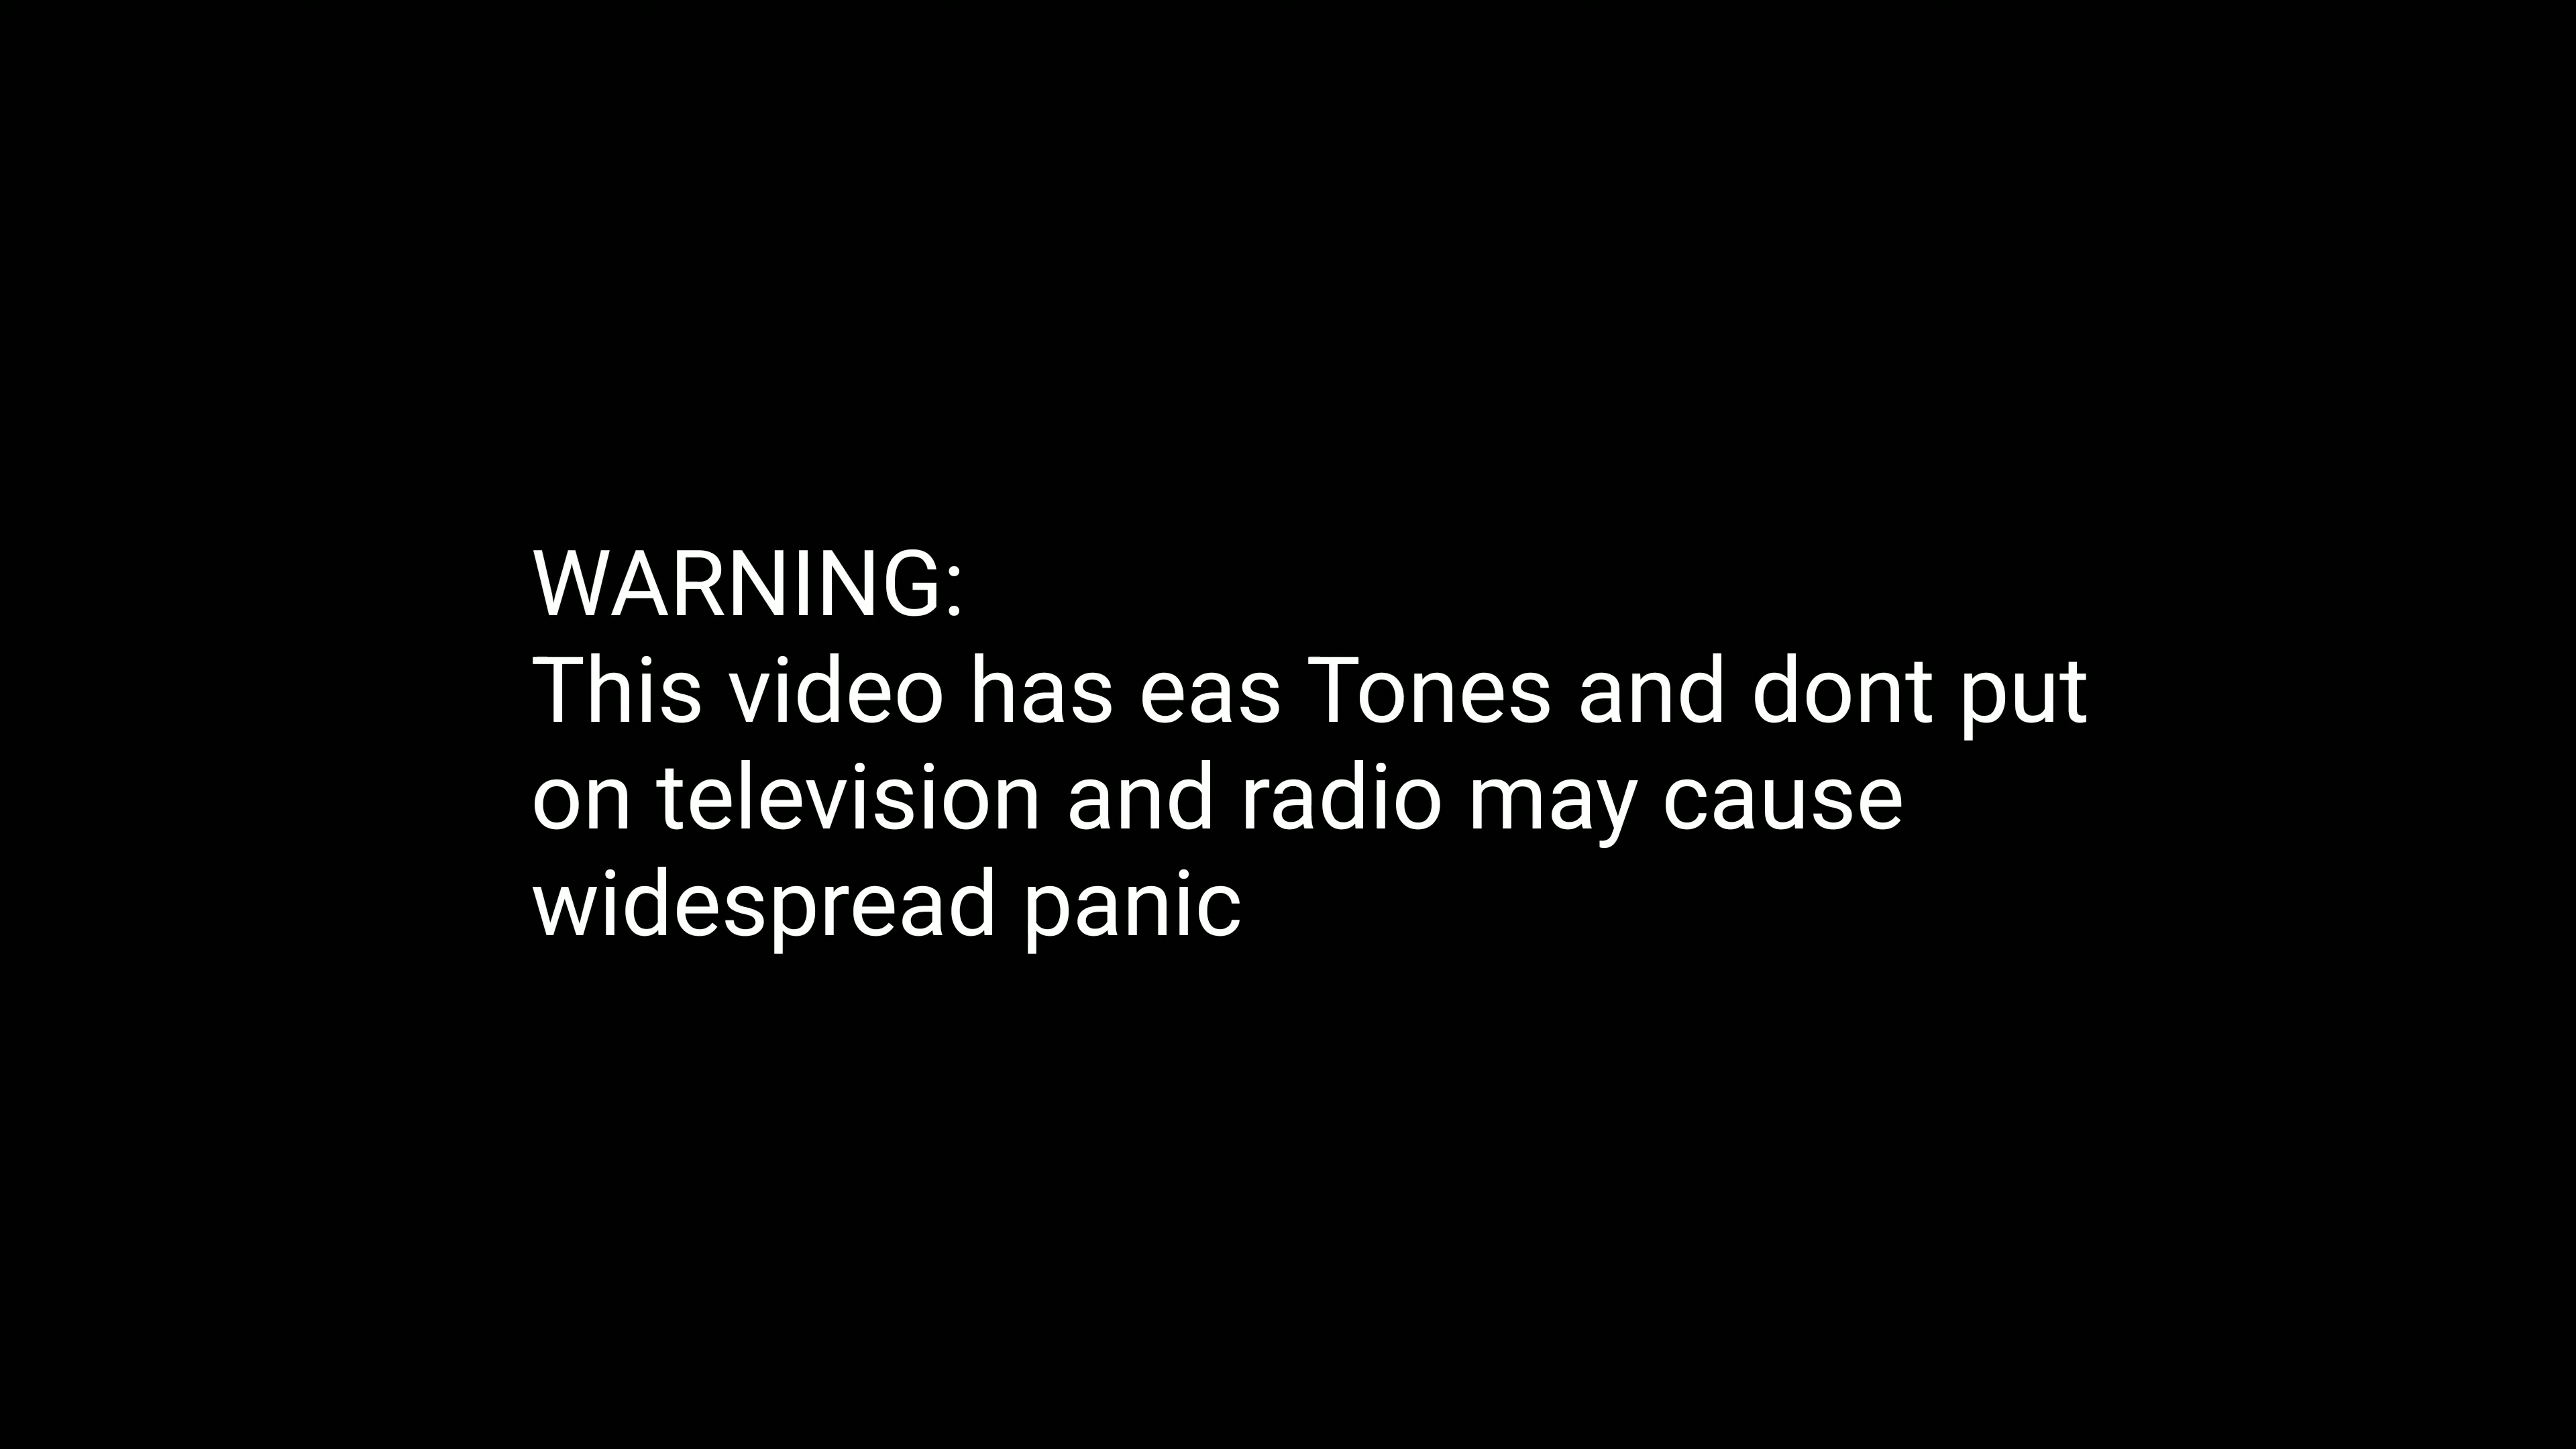 WARNING:
This video has eas Tones and dont put
on television and radio may cause
widespread panic